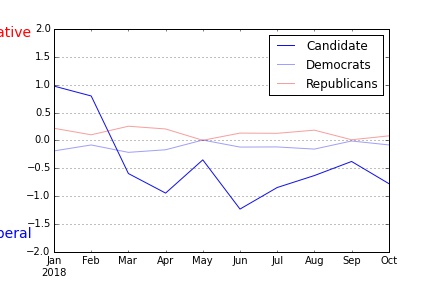 2.0
ative
1.5
1.0
0.5
0.0
−0.5
−1.0
−1.5
eral
−2.0
Candidate
Democrats
Republicans
Jan Feb Mar Apr May Jun Jul Aug Sep Oct
2018